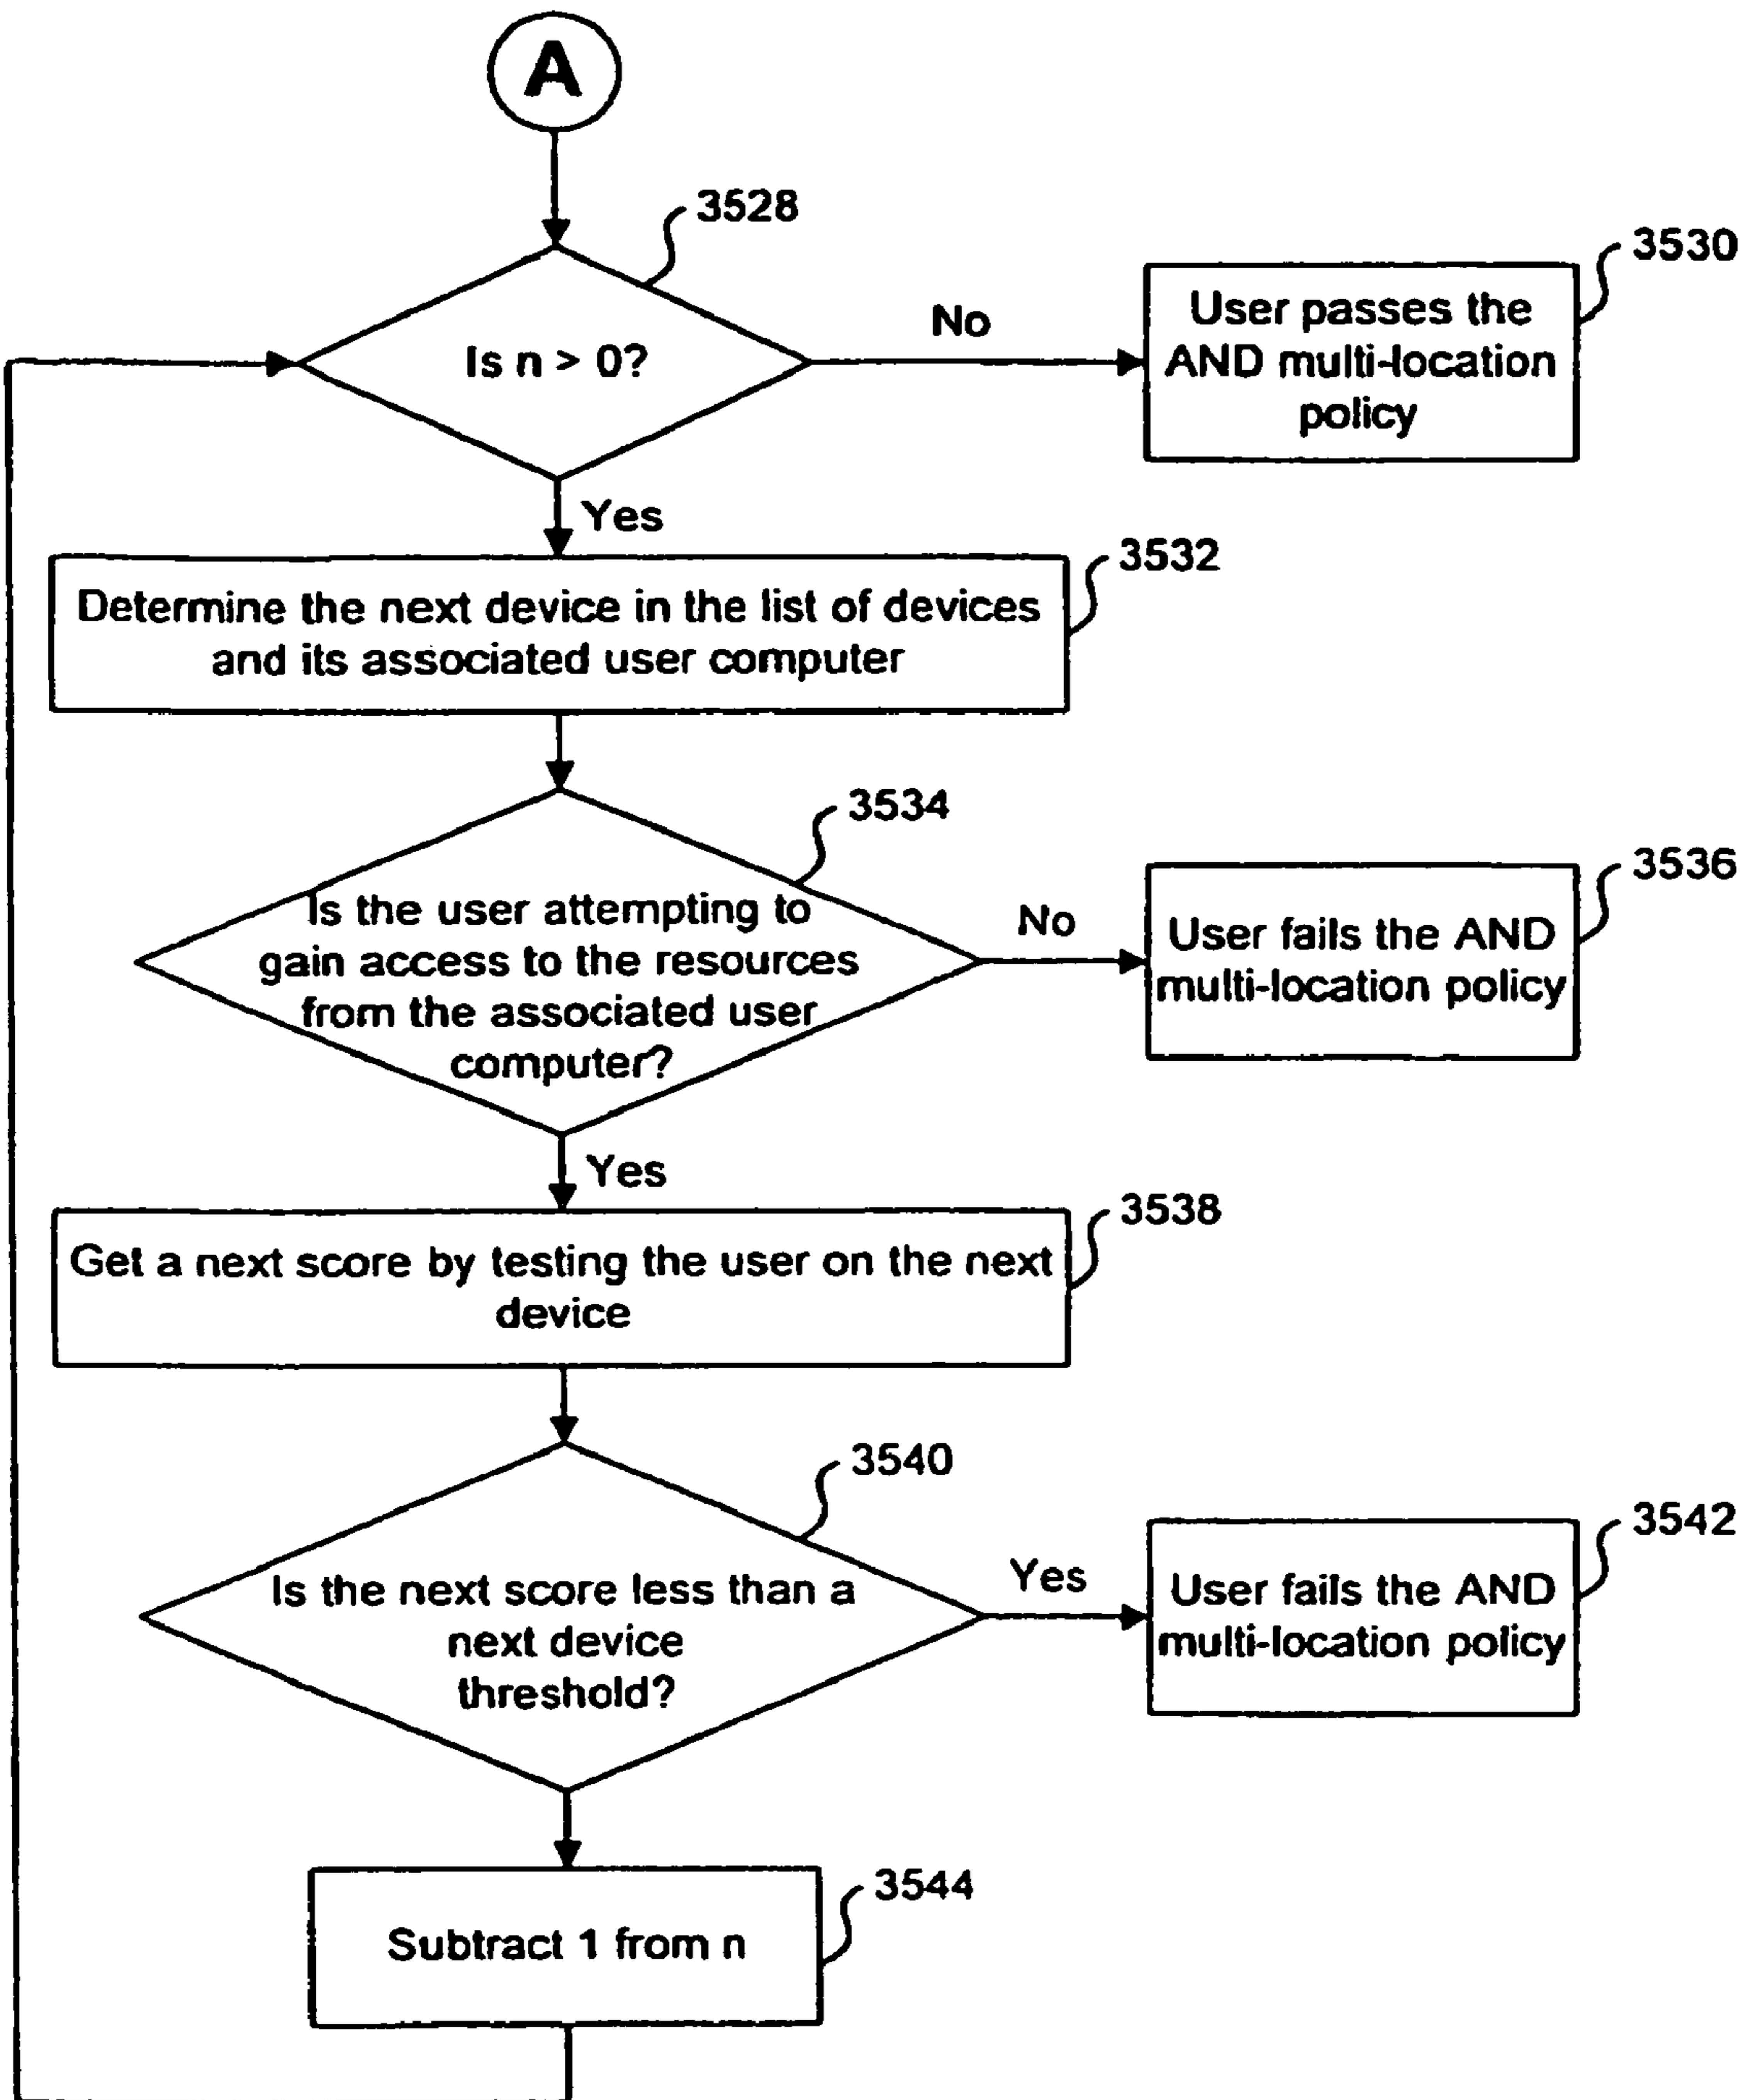 A
3528
Is n > 0?
No
3530
User passes the
AND multi-location
policy
Yes
3532
Determine the next device in the list of devices
and its associated user computer
3534
Is the user attempting to
gain access to the resources
from the associated user
computer?
No
3536
User fails the AND
multi-location policy
Yes
3538
Get a next score by testing the user on the next
device
3540
Is the next score less than a
next device
threshold?
Yes
3542
User fails the AND
multi-location policy
3544
Subtract 1 from n